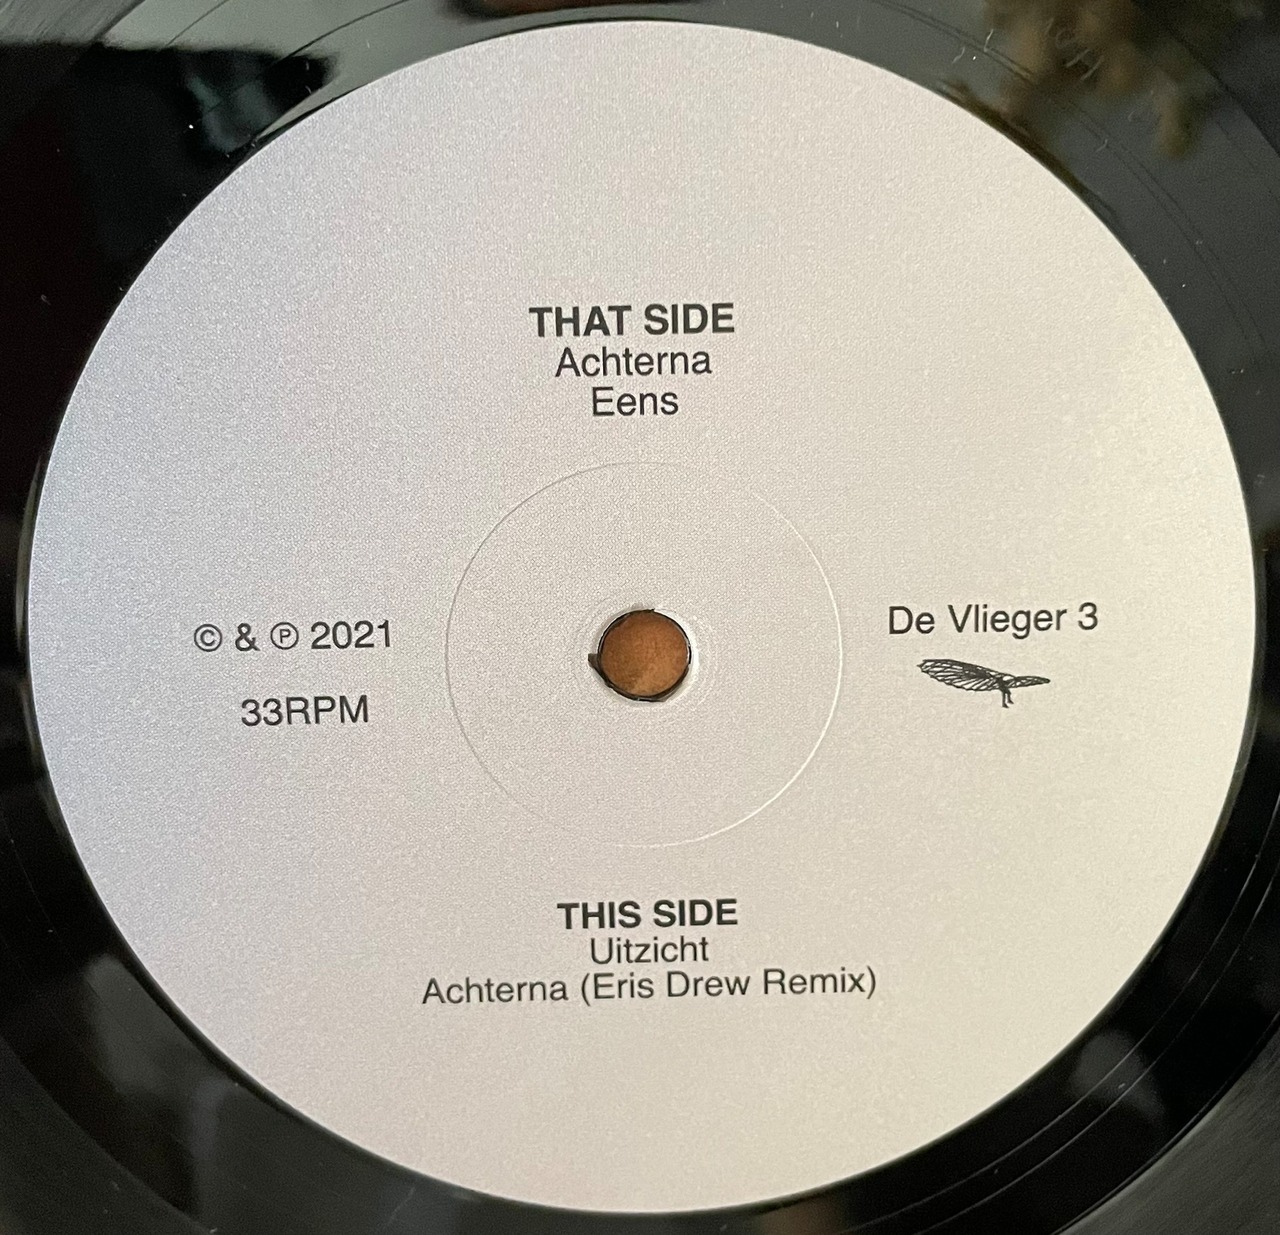 THAT SIDE
Achterna
Eens
© & ℗ 2021
33RPM
De Vlieger 3
THIS SIDE
Uitzicht
Achterna (Eris Drew Remix)